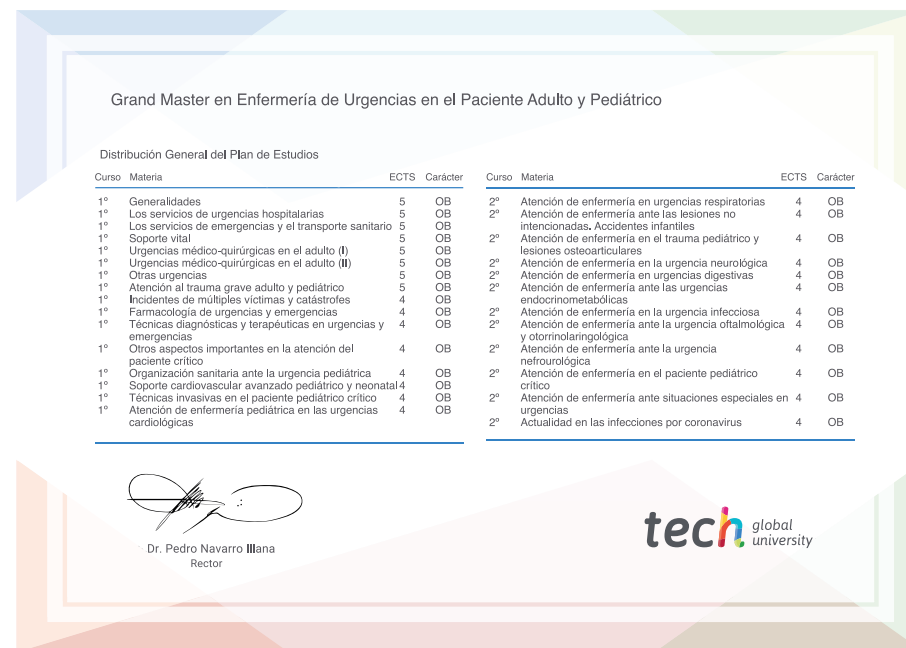 Grand Master en Enfermería de Urgencias en el Paciente Adulto y Pediátrico
Distribución General del Plan de Estudios
Curso Materia ECTS Carácter
1º Generalidades 5 OB
1º Los servicios de urgencias hospitalarias 5 OB
1º Los servicios de emergencias y el transporte sanitario 5 OB
1º Soporte vital 5 OB
1º Urgencias médico-quirúrgicas en el adulto (I) 5 OB
1º Urgencias médico-quirúrgicas en el adulto (II) 5 OB
1º Otras urgencias 5 OB
1º Atención al trauma grave adulto y pediátrico 5 OB
1º Incidentes de múltiples víctimas y catástrofes 4 OB
1º Farmacología de urgencias y emergencias 4 OB
1º Técnicas diagnósticas y terapéuticas en urgencias y 4 OB
emergencias
1º Otros aspectos importantes en la atención del 4 OB
paciente crítico
1º Organización sanitaria ante la urgencia pediátrica 4 OB
1º Soporte cardiovascular avanzado pediátrico y neonatal 4 OB
1º Técnicas invasivas en el paciente pediátrico crítico 4 OB
1º Atención de enfermería pediátrica en las urgencias 4 OB
cardiológicas
Curso Materia ECTS Carácter
2º Atención de enfermería en urgencias respiratorias 4 OB
2º Atención de enfermería ante las lesiones no 4 OB
intencionadas. Accidentes infantiles
2º Atención de enfermería en el trauma pediátrico y 4 OB
lesiones osteoarticulares
2º Atención de enfermería en la urgencia neurológica 4 OB
2º Atención de enfermería en urgencias digestivas 4 OB
2º Atención de enfermería ante las urgencias 4 OB
endocrinometabólicas
2º Atención de enfermería en la urgencia infecciosa 4 OB
2º Atención de enfermería ante la urgencia oftalmológica 4 OB
y otorrinolaringológica
2º Atención de enfermería ante la urgencia 4 OB
nefrourológica
2º Atención de enfermería en el paciente pediátrico 4 OB
crítico
2º Atención de enfermería ante situaciones especiales en 4 OB
urgencias
2º Actualidad en las infecciones por coronavirus 4 OB
Dr. Pedro Navarro Illana
Rector
tech global
university